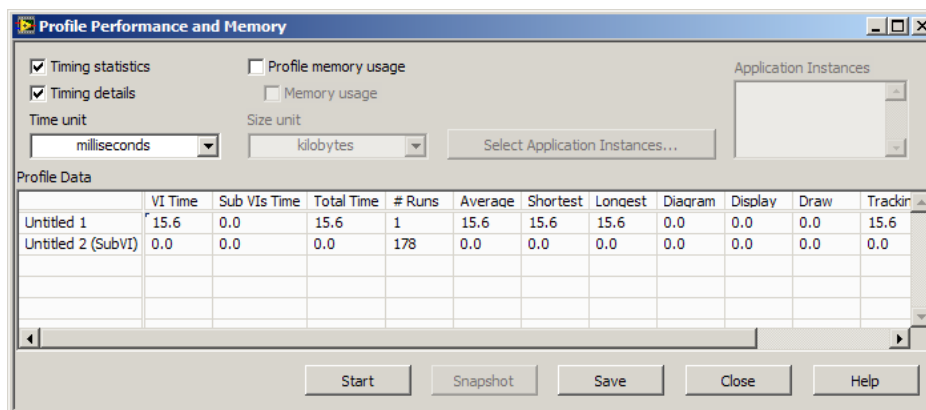 Profile Performance and Memory
Timing statistics Profile memory usage Application Instances
Timing details Memory usage
Time unit Size unit
milliseconds kilobytes Select Application Instances...
Profile Data
VI Time Sub VIs Time Total Time # Runs Average Shortest Longest Diagram Display Draw Trackin
Untitled 1 15.6 0.0 15.6 1 15.6 15.6 15.6 0.0 0.0 0.0 15.6
Untitled 2 (SubVI) 0.0 0.0 0.0 178 0.0 0.0 0.0 0.0 0.0 0.0 0.0
Start Snapshot Save Close Help